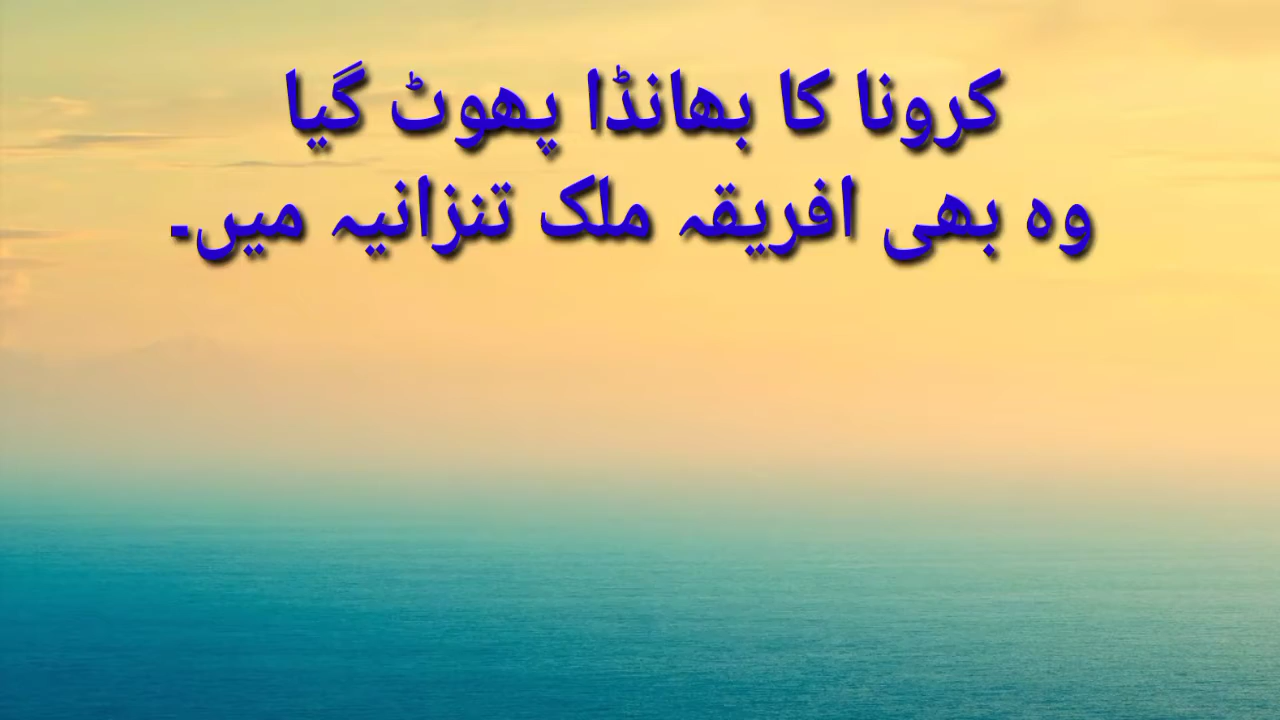 کرونا کا بھانڈا پھوٹ گیا
وہ بھی افریقہ ملک تنزانیہ میں۔